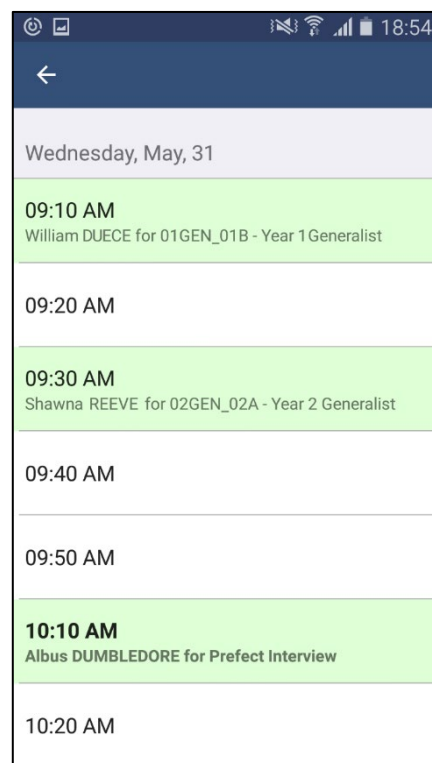 18:54
Wednesday, May, 31
09:10 AM
William DUECE for 01GEN_01B - Year 1Generalist
09:20 AM
09:30 AM
Shawna REEVE for 02GEN_02A - Year 2 Generalist
09:40 AM
09:50 AM
10:10 AM
Albus DUMBLEDORE for Prefect Interview
10:20 AM